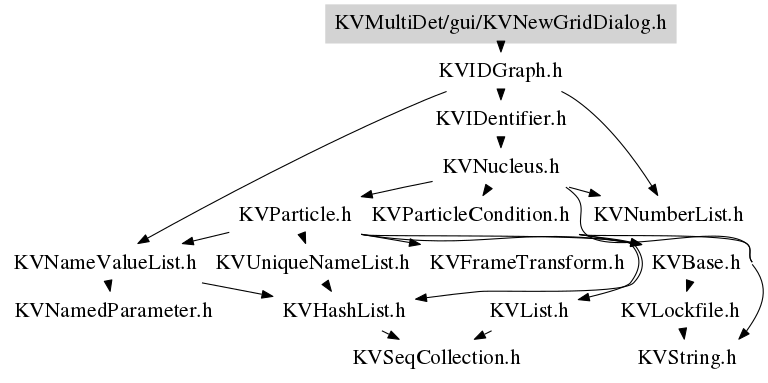 KVMultiDet/gui/KVNewGridDialog.h
KVIDGraph.h
KVIDentifier.h
KVNucleus.h
KVParticle.h KVParticleCondition.h KVNumberList.h
KVNameValueList.h KVUniqueNameList.h KVFrameTransform.h KVBase.h
KVNamedParameter.h KVHashList.h KVList.h KVLockfile.h
KVSeqCollection.h KVString.h